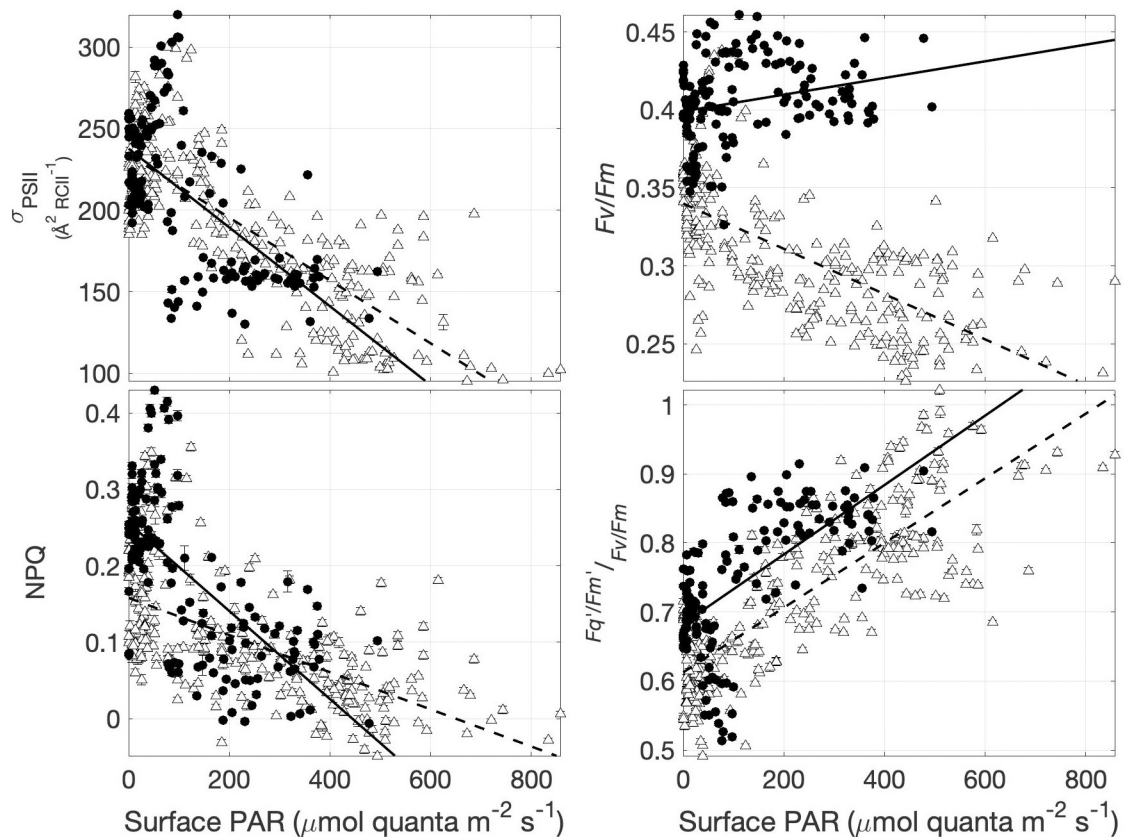 300
250
200
150
100
σPSII
(Å² RCII⁻¹)
0.45
0.4
0.35
0.3
0.25
Fv/Fm
0.4
0.3
0.2
0.1
0
NPQ
0 200 400 600 800
Surface PAR (μmol quanta m⁻² s⁻¹)
1
0.9
0.8
0.7
0.6
0.5
Fq'/Fm'/Fv/Fm
0 200 400 600 800
Surface PAR (μmol quanta m⁻² s⁻¹)